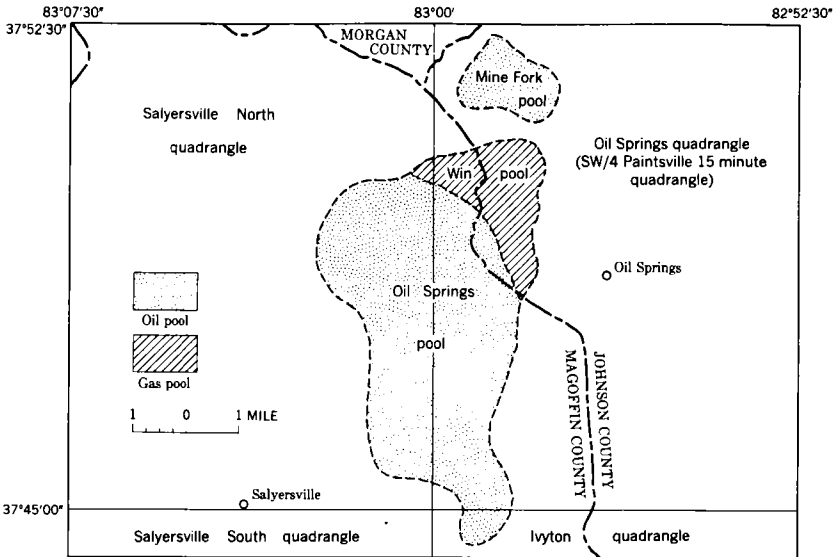 83°07'30"
83°00'
82°52'30"
37°52'30"
MORGAN
COUNTY
Mine Fork
pool
Salyersville North
quadrangle
Oil Springs quadrangle
(SW/4 Paintsville 15 minute
quadrangle)
Win pool
Oil Springs
Oil Springs
pool
Oil pool
Gas pool
1 0 1 MILE
JOHNSON COUNTY
MAGOFFIN COUNTY
Salyersville
37°45'00"
Salyersville South quadrangle
Ivyton quadrangle